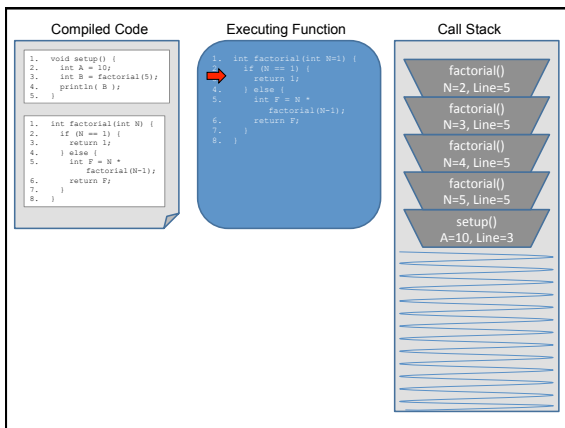 Compiled Code
1. void setup() {
2. int A = 10;
3. int B = factorial(5);
4. println( B );
5. }
1. int factorial(int N) {
2. if (N == 1) {
3. return 1;
4. } else {
5. int F = N *
factorial(N-1);
6. return F;
7. }
8. }
Executing Function
1. int factorial(int N=1) {
if (N == 1) {
return 1;
4. } else {
5. int F = N *
factorial(N-1);
6. return F;
7. }
8. }
Call Stack
factorial()
N=2, Line=5
factorial()
N=3, Line=5
factorial()
N=4, Line=5
factorial()
N=5, Line=5
setup()
A=10, Line=3